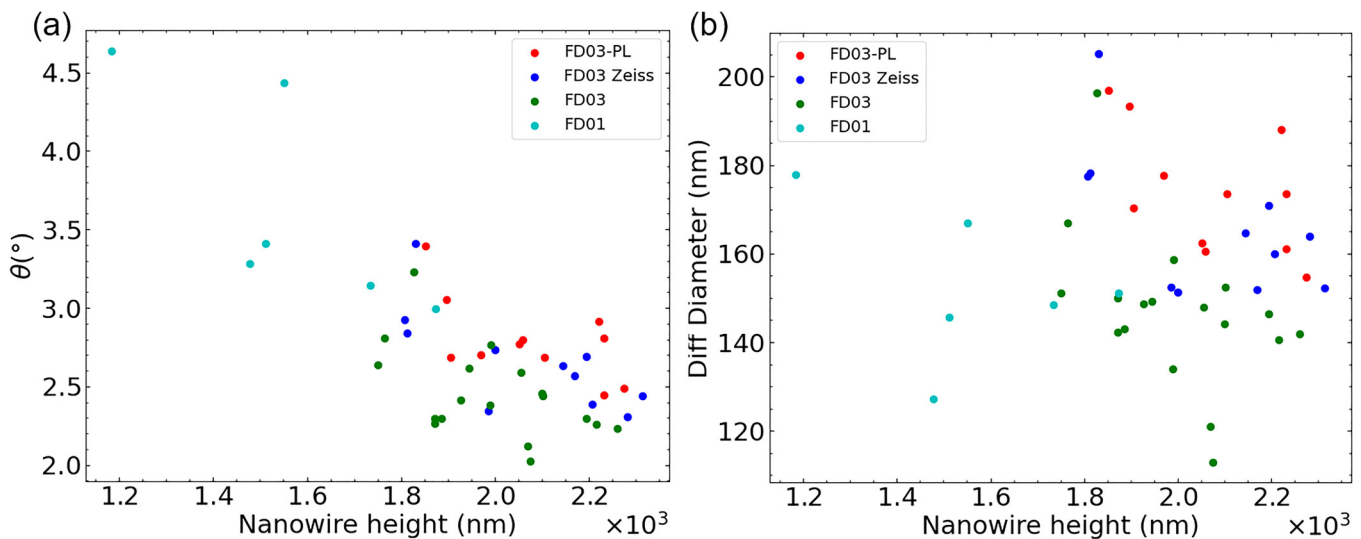 (a)
FD03-PL
FD03 Zeiss
FD03
FD01
4.5
4.0
3.5
3.0
2.5
2.0
θ(°)
1.2 1.4 1.6 1.8 2.0 2.2
Nanowire height (nm) ×10³
(b)
FD03-PL
FD03 Zeiss
FD03
FD01
200
180
160
140
120
Diff Diameter (nm)
1.2 1.4 1.6 1.8 2.0 2.2
Nanowire height (nm) ×10³